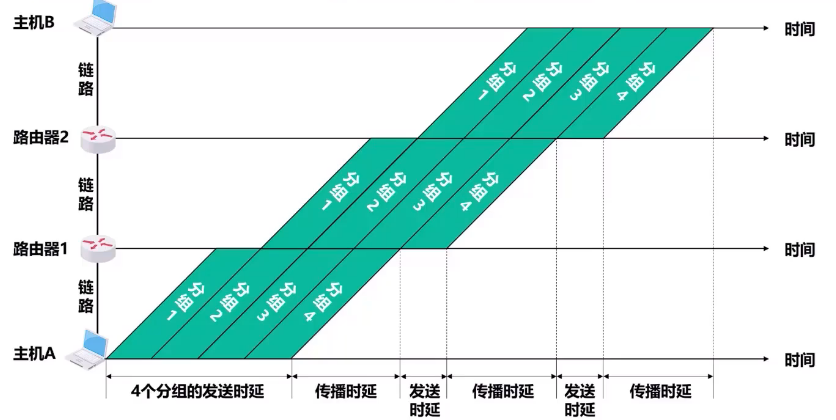 主机B
时间
链路
分组1
分组2
分组3
分组4
路由器2
时间
链路
分组1
分组2
分组3
分组4
路由器1
时间
链路
分组1
分组2
分组3
分组4
主机A
时间
4个分组的发送时延
传播时延
发送
时延
传播时延
发送
时延
传播时延